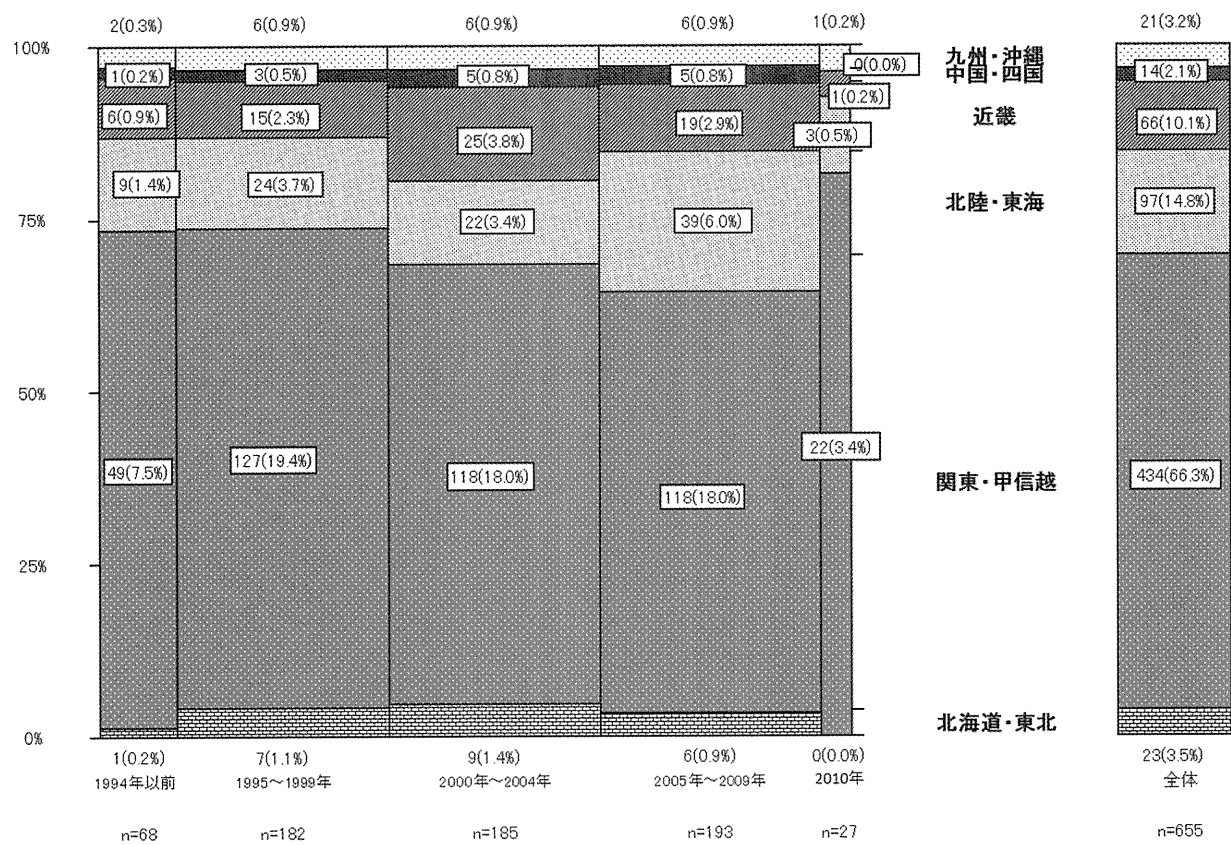 2(0.3%) 6(0.9%) 6(0.9%) 6(0.9%) 1(0.2%) 21(3.2%)
100% 九州・沖縄
0(0.0%)
1(0.2%) 3(0.5%) 5(0.8%) 5(0.8%) 中国・四国 14(2.1%)
1(0.2%)
6(0.9%) 15(2.3%) 25(3.8%) 19(2.9%) 近畿 66(10.1%)
3(0.5%)
9(1.4%) 24(3.7%) 22(3.4%) 39(6.0%) 北陸・東海 97(14.8%)
75%
50%
49(7.5%) 127(19.4%) 118(18.0%) 118(18.0%) 22(3.4%) 関東・甲信越 434(66.3%)
25%
0% 北海道・東北
1(0.2%) 7(1.1%) 9(1.4%) 6(0.9%) 0(0.0%) 23(3.5%)
1994年以前 1995～1999年 2000年～2004年 2005年～2009年 2010年 全体
n=68 n=182 n=185 n=193 n=27 n=655